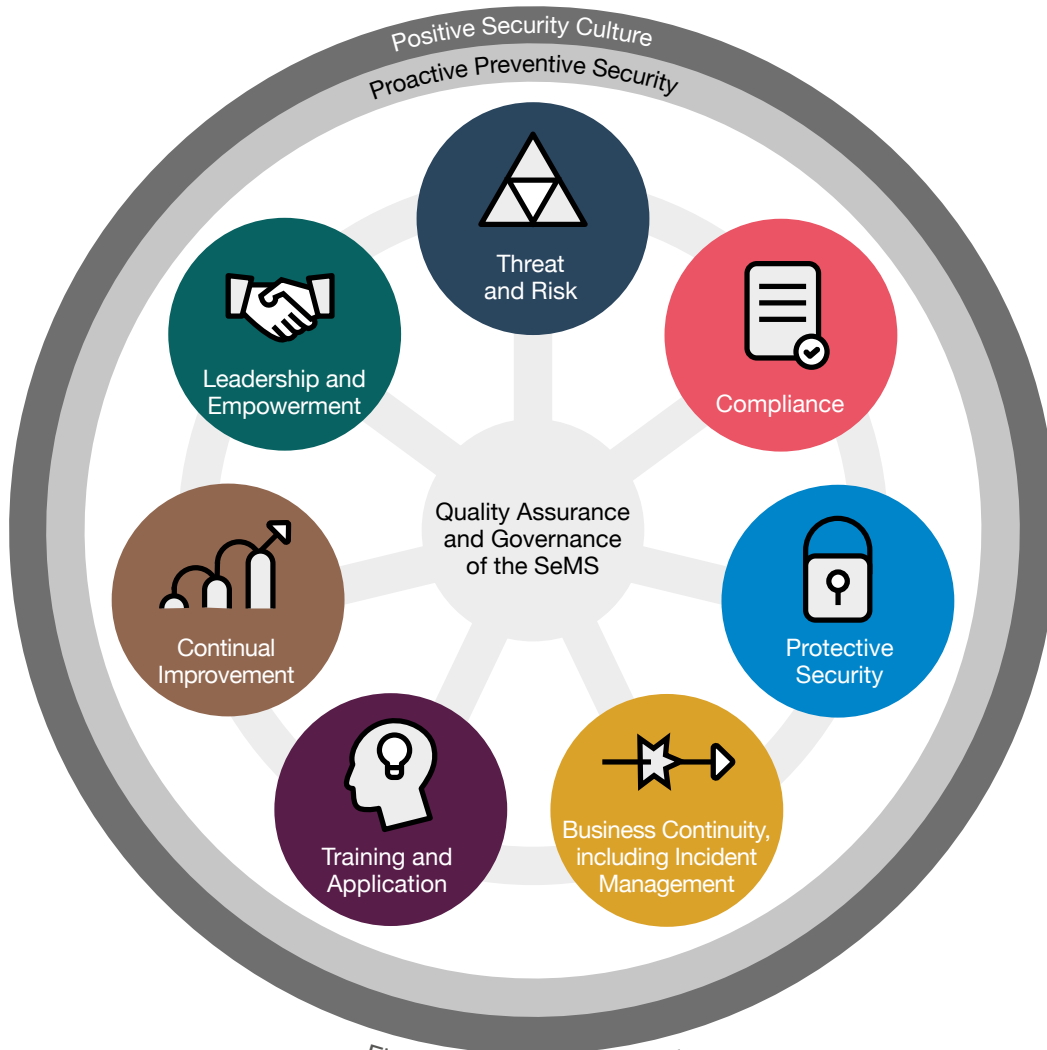 Positive Security Culture
Proactive Preventive Security
Threat
and Risk
Compliance
Protective
Security
Business Continuity,
including Incident
Management
Training and
Application
Continual
Improvement
Leadership and
Empowerment
Quality Assurance
and Governance
of the SeMS